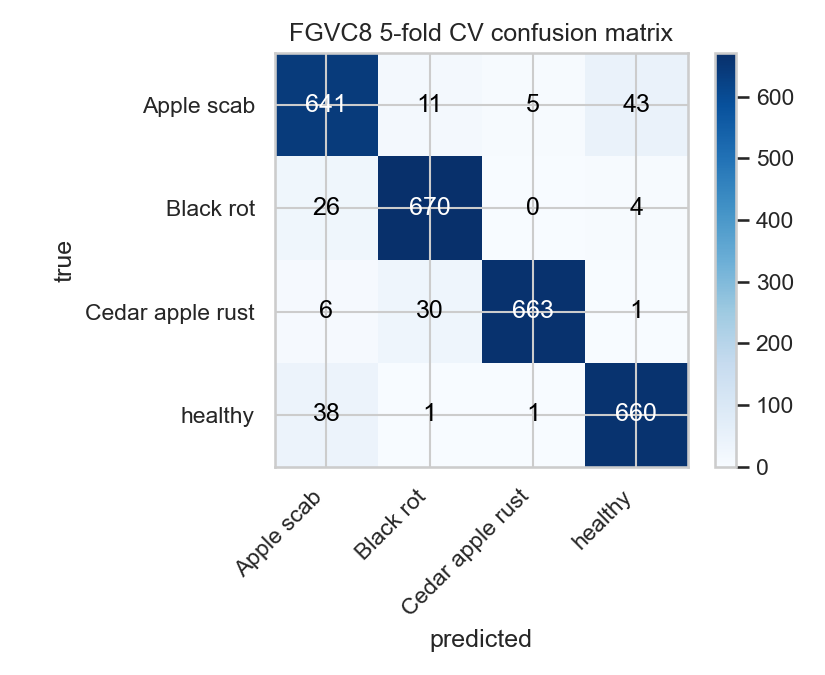 FGVC8 5-fold CV confusion matrix
Apple scab 641 11 5 43
Black rot 26 670 0 4
Cedar apple rust 6 30 663 1
healthy 38 1 1 660
true
Apple scab
Black rot
Cedar apple rust
healthy
predicted
600
500
400
300
200
100
0